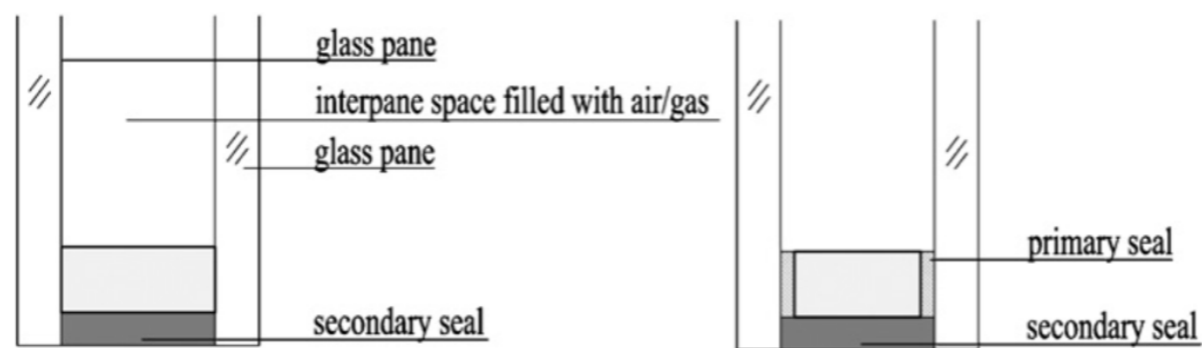 glass pane
interpane space filled with air/gas
glass pane
secondary seal
primary seal
secondary seal